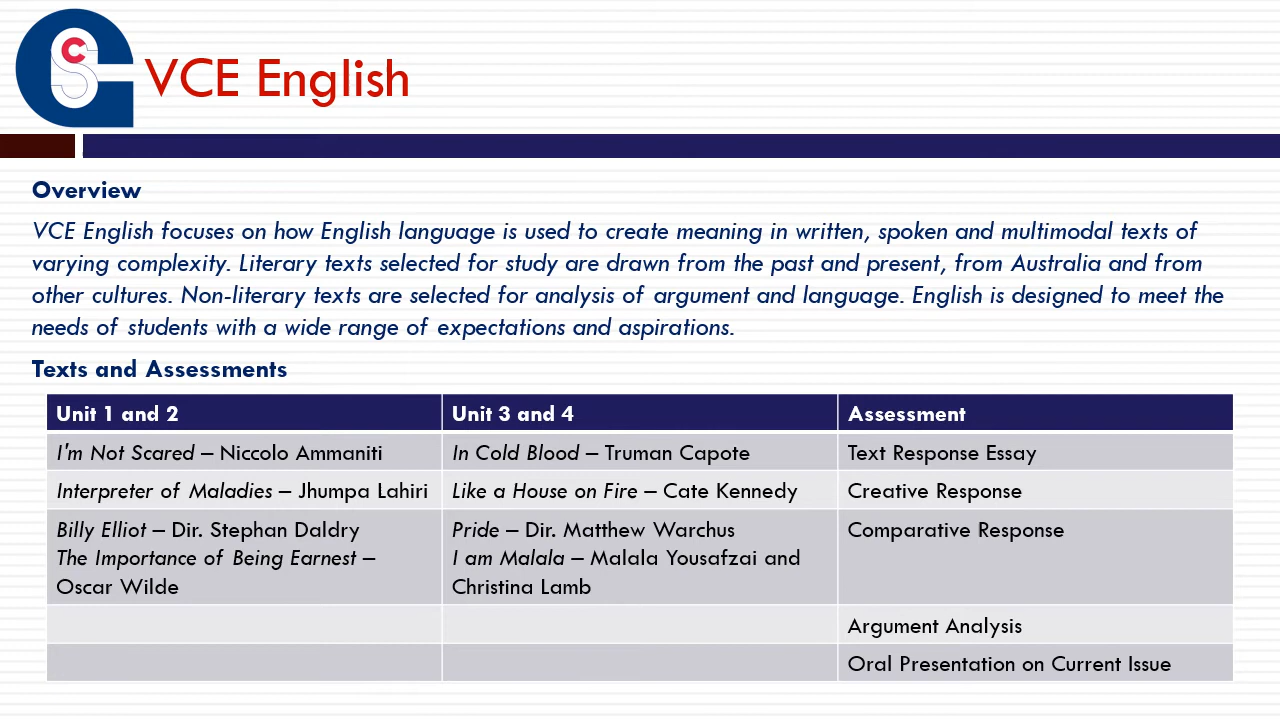 CS
VCE English
Overview
VCE English focuses on how English language is used to create meaning in written, spoken and multimodal texts of
varying complexity. Literary texts selected for study are drawn from the past and present, from Australia and from
other cultures. Non-literary texts are selected for analysis of argument and language. English is designed to meet the
needs of students with a wide range of expectations and aspirations.
Texts and Assessments
Unit 1 and 2
Unit 3 and 4
Assessment
I'm Not Scared – Niccolo Ammaniti
In Cold Blood – Truman Capote
Text Response Essay
Interpreter of Maladies – Jhumpa Lahiri
Like a House on Fire – Cate Kennedy
Creative Response
Billy Elliot – Dir. Stephan Daldry
The Importance of Being Earnest –
Oscar Wilde
Pride – Dir. Matthew Warchus
I am Malala – Malala Yousafzai and
Christina Lamb
Comparative Response
Argument Analysis
Oral Presentation on Current Issue